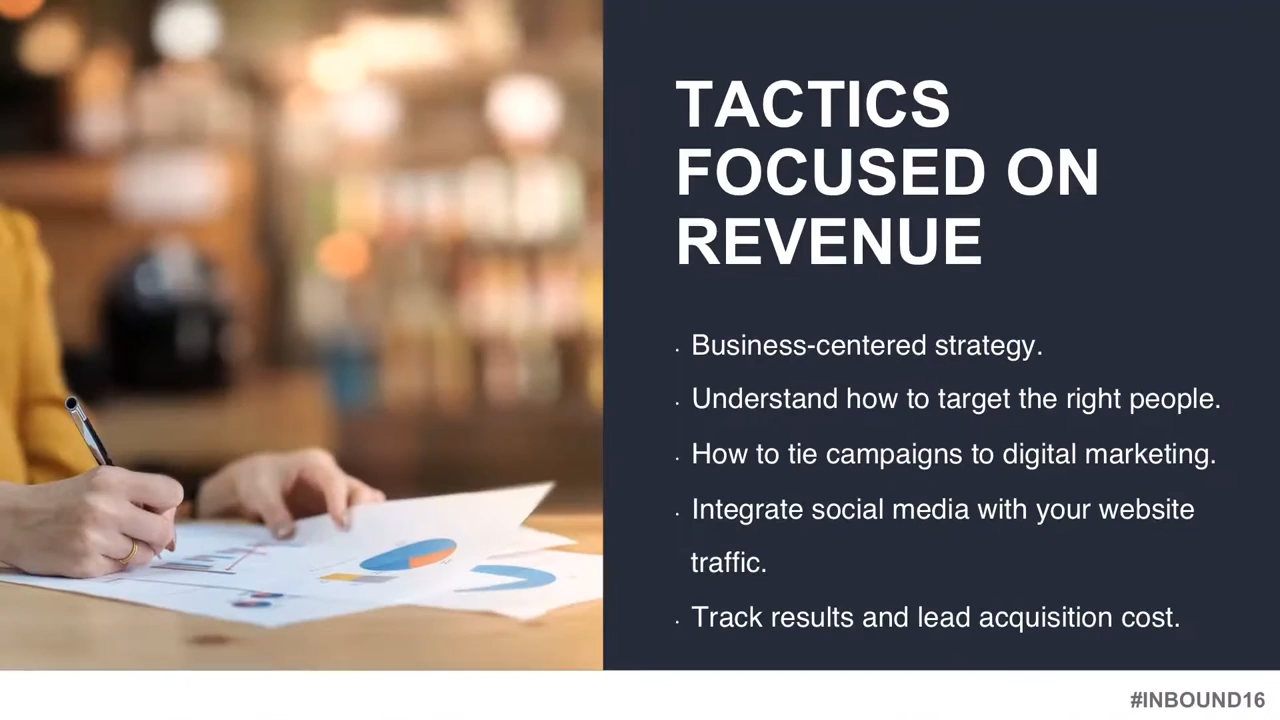 TACTICS
FOCUSED ON
REVENUE
· Business-centered strategy.
· Understand how to target the right people.
· How to tie campaigns to digital marketing.
· Integrate social media with your website
traffic.
· Track results and lead acquisition cost.
#INBOUND16